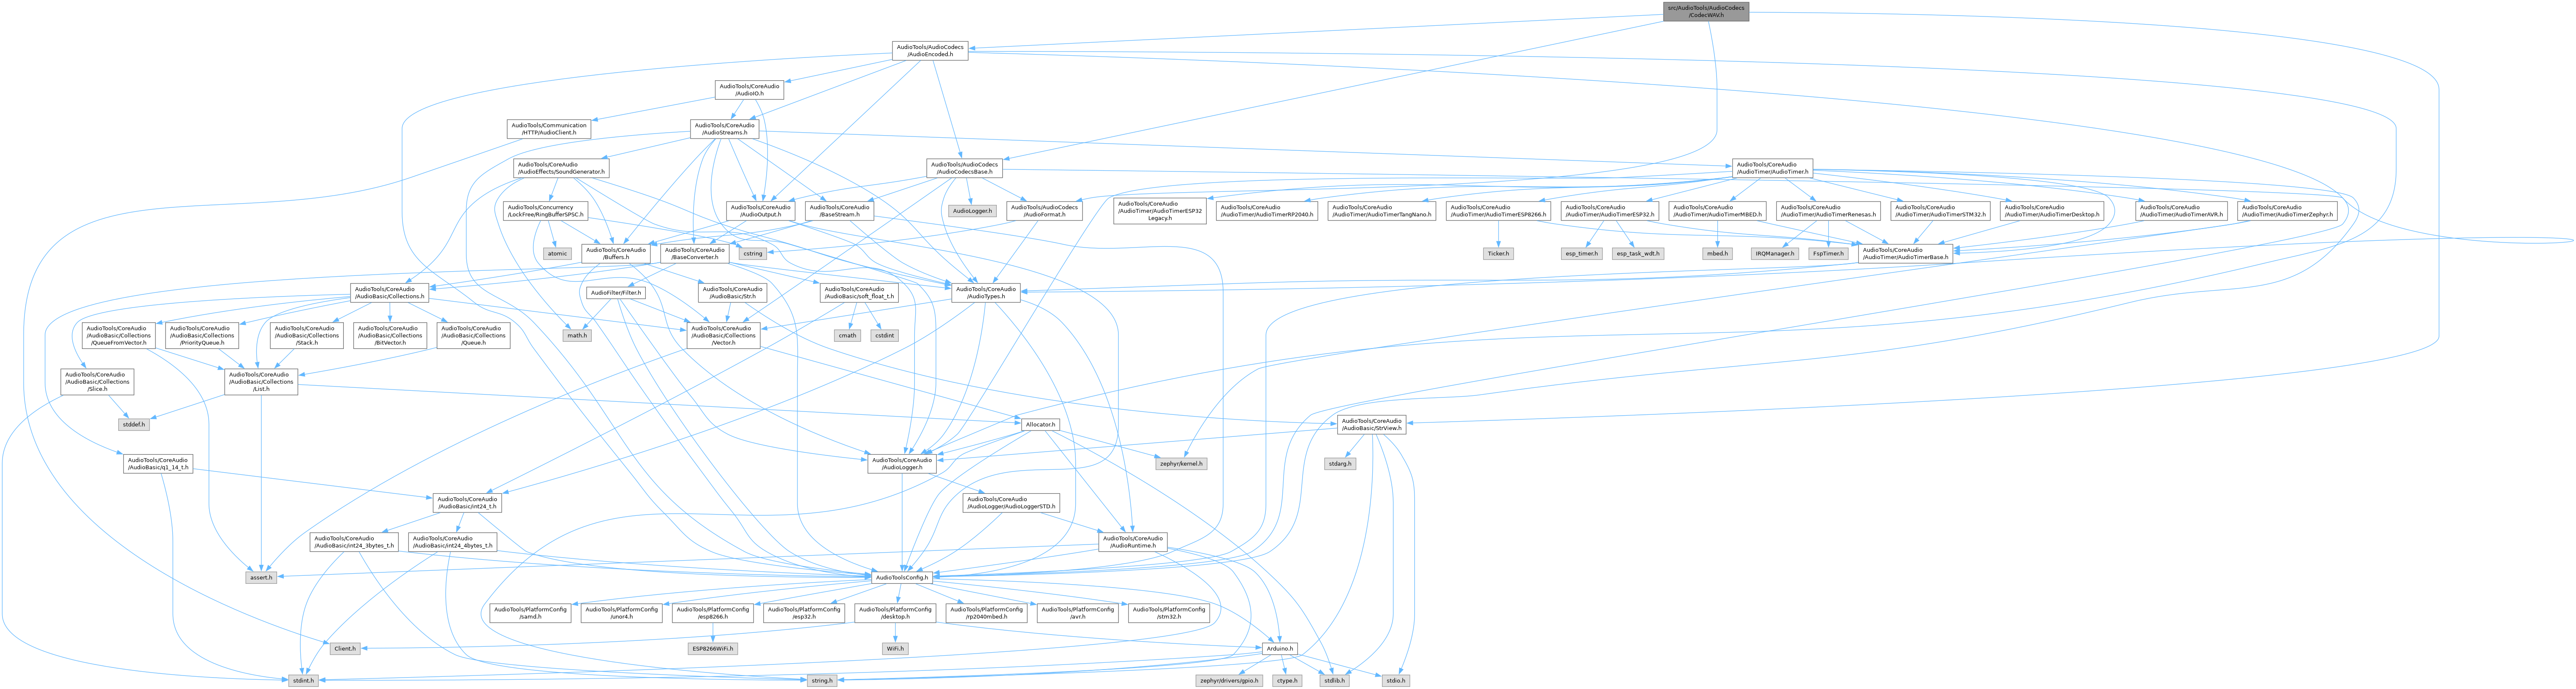 src/AudioTools/AudioCodecs
/CodecWAV.h
AudioTools/AudioCodecs
/AudioEncoded.h
AudioTools/CoreAudio
/AudioIO.h
AudioTools/Communication
/HTTP/AudioClient.h
AudioTools/CoreAudio
/AudioStreams.h
AudioTools/CoreAudio
/AudioEffects/SoundGenerator.h
AudioTools/AudioCodecs
/AudioCodecsBase.h
AudioTools/CoreAudio
/AudioTimer/AudioTimer.h
AudioTools/Concurrency
/LockFree/RingBufferSPSC.h
AudioTools/CoreAudio
/AudioOutput.h
AudioTools/CoreAudio
/BaseStream.h
AudioLogger.h
AudioTools/AudioCodecs
/AudioFormat.h
AudioTools/CoreAudio
/AudioTimer/AudioTimerESP32
Legacy.h
AudioTools/CoreAudio
/AudioTimer/AudioTimerRP2040.h
AudioTools/CoreAudio
/AudioTimer/AudioTimerTangNano.h
AudioTools/CoreAudio
/AudioTimer/AudioTimerESP8266.h
AudioTools/CoreAudio
/AudioTimer/AudioTimerESP32.h
AudioTools/CoreAudio
/AudioTimer/AudioTimerMBED.h
AudioTools/CoreAudio
/AudioTimer/AudioTimerRenesas.h
AudioTools/CoreAudio
/AudioTimer/AudioTimerSTM32.h
AudioTools/CoreAudio
/AudioTimer/AudioTimerDesktop.h
AudioTools/CoreAudio
/AudioTimer/AudioTimerAVR.h
AudioTools/CoreAudio
/AudioTimer/AudioTimerZephyr.h
atomic
AudioTools/CoreAudio
/Buffers.h
AudioTools/CoreAudio
/BaseConverter.h
cstring
Ticker.h
esp_timer.h
esp_task_wdt.h
mbed.h
IRQManager.h
FspTimer.h
AudioTools/CoreAudio
/AudioTimer/AudioTimerBase.h
AudioTools/CoreAudio
/AudioBasic/Collections.h
AudioFilter/Filter.h
AudioTools/CoreAudio
/AudioBasic/Str.h
AudioTools/CoreAudio
/AudioBasic/soft_float_t.h
AudioTools/CoreAudio
/AudioTypes.h
AudioTools/CoreAudio
/AudioBasic/Collections
/QueueFromVector.h
AudioTools/CoreAudio
/AudioBasic/Collections
/PriorityQueue.h
AudioTools/CoreAudio
/AudioBasic/Collections
/Stack.h
AudioTools/CoreAudio
/AudioBasic/Collections
/BitVector.h
AudioTools/CoreAudio
/AudioBasic/Collections
/Queue.h
math.h
AudioTools/CoreAudio
/AudioBasic/Collections
/Vector.h
cmath
cstdint
AudioTools/CoreAudio
/AudioBasic/Collections
/Slice.h
AudioTools/CoreAudio
/AudioBasic/Collections
/List.h
stddef.h
Allocator.h
AudioTools/CoreAudio
/AudioBasic/StrView.h
AudioTools/CoreAudio
/AudioBasic/q1_14_t.h
AudioTools/CoreAudio
/AudioLogger.h
zephyr/kernel.h
stdarg.h
AudioTools/CoreAudio
/AudioBasic/int24_t.h
AudioTools/CoreAudio
/AudioLogger/AudioLoggerSTD.h
AudioTools/CoreAudio
/AudioBasic/int24_3bytes_t.h
AudioTools/CoreAudio
/AudioBasic/int24_4bytes_t.h
AudioTools/CoreAudio
/AudioRuntime.h
assert.h
AudioToolsConfig.h
AudioTools/PlatformConfig
/samd.h
AudioTools/PlatformConfig
/unor4.h
AudioTools/PlatformConfig
/esp8266.h
AudioTools/PlatformConfig
/esp32.h
AudioTools/PlatformConfig
/desktop.h
AudioTools/PlatformConfig
/rp2040mbed.h
AudioTools/PlatformConfig
/avr.h
AudioTools/PlatformConfig
/stm32.h
Client.h
ESP8266WiFi.h
WiFi.h
Arduino.h
stdint.h
string.h
zephyr/drivers/gpio.h
ctype.h
stdlib.h
stdio.h